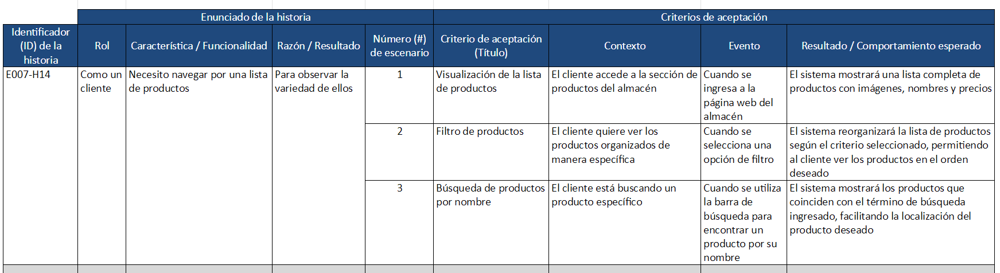 Enunciado de la historia
Criterios de aceptación
Identificador
(ID) de la
historia
Rol
Característica / Funcionalidad
Razón / Resultado
Número (#)
de escenario
Criterio de aceptación
(Título)
Contexto
Evento
Resultado / Comportamiento esperado
E007-H14
Como un
cliente
Necesito navegar por una lista
de productos
Para observar la
variedad de ellos
1
Visualización de la lista
de productos
El cliente accede a la sección de
productos del almacén
Cuando se
ingresa a la
página web del
almacén
El sistema mostrará una lista completa de
productos con imágenes, nombres y precios
2
Filtro de productos
El cliente quiere ver los
productos organizados de
manera específica
Cuando se
selecciona una
opción de filtro
El sistema reorganizará la lista de productos
según el criterio seleccionado, permitiendo
al cliente ver los productos en el orden
deseado
3
Búsqueda de productos
por nombre
El cliente está buscando un
producto específico
Cuando se utiliza
la barra de
búsqueda para
encontrar un
producto por su
nombre
El sistema mostrará los productos que
coinciden con el término de búsqueda
ingresado, facilitando la localización del
producto deseado